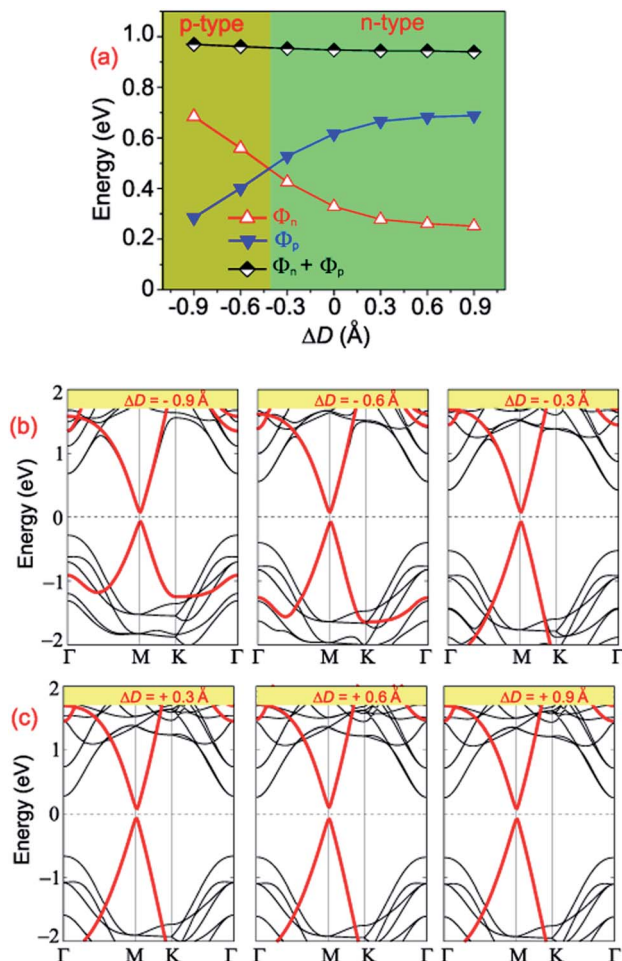 p-type n-type
(a)
1.0
0.8
0.6
0.4
0.2
0
Energy (eV)
Φn
Φp
Φn + Φp
-0.9 -0.6 -0.3 0 0.3 0.6 0.9
ΔD (Å)
(b)
ΔD = - 0.9 Å ΔD = - 0.6 Å ΔD = - 0.3 Å
2
1
0
−1
−2
Energy (eV)
Γ M K Γ Γ M K Γ Γ M K Γ
(c)
ΔD = + 0.3 Å ΔD = + 0.6 Å ΔD = + 0.9 Å
2
1
0
−1
−2
Energy (eV)
Γ M K Γ Γ M K Γ Γ M K Γ